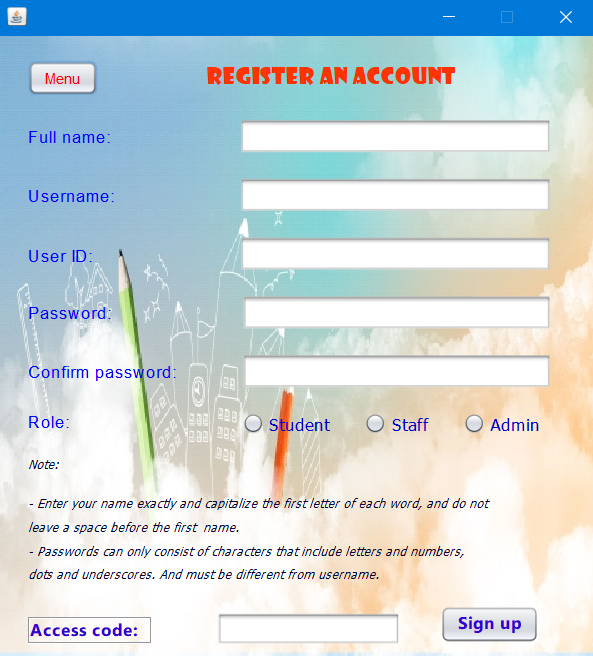 Menu
REGISTER AN ACCOUNT
Full name:
Username:
User ID:
Password:
Confirm password:
Role:
Student
Staff
Admin
Note:
- Enter your name exactly and capitalize the first letter of each word, and do not
leave a space before the first name.
- Passwords can only consist of characters that include letters and numbers,
dots and underscores. And must be different from username.
Access code:
Sign up